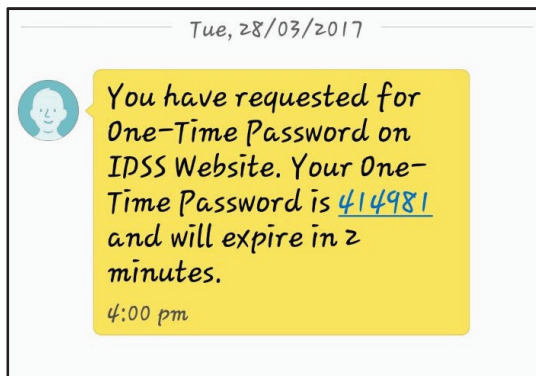 Tue, 28/03/2017
You have requested for
One-Time Password on
IDSS Website. Your One-
Time Password is 414981
and will expire in 2
minutes.
4:00 pm